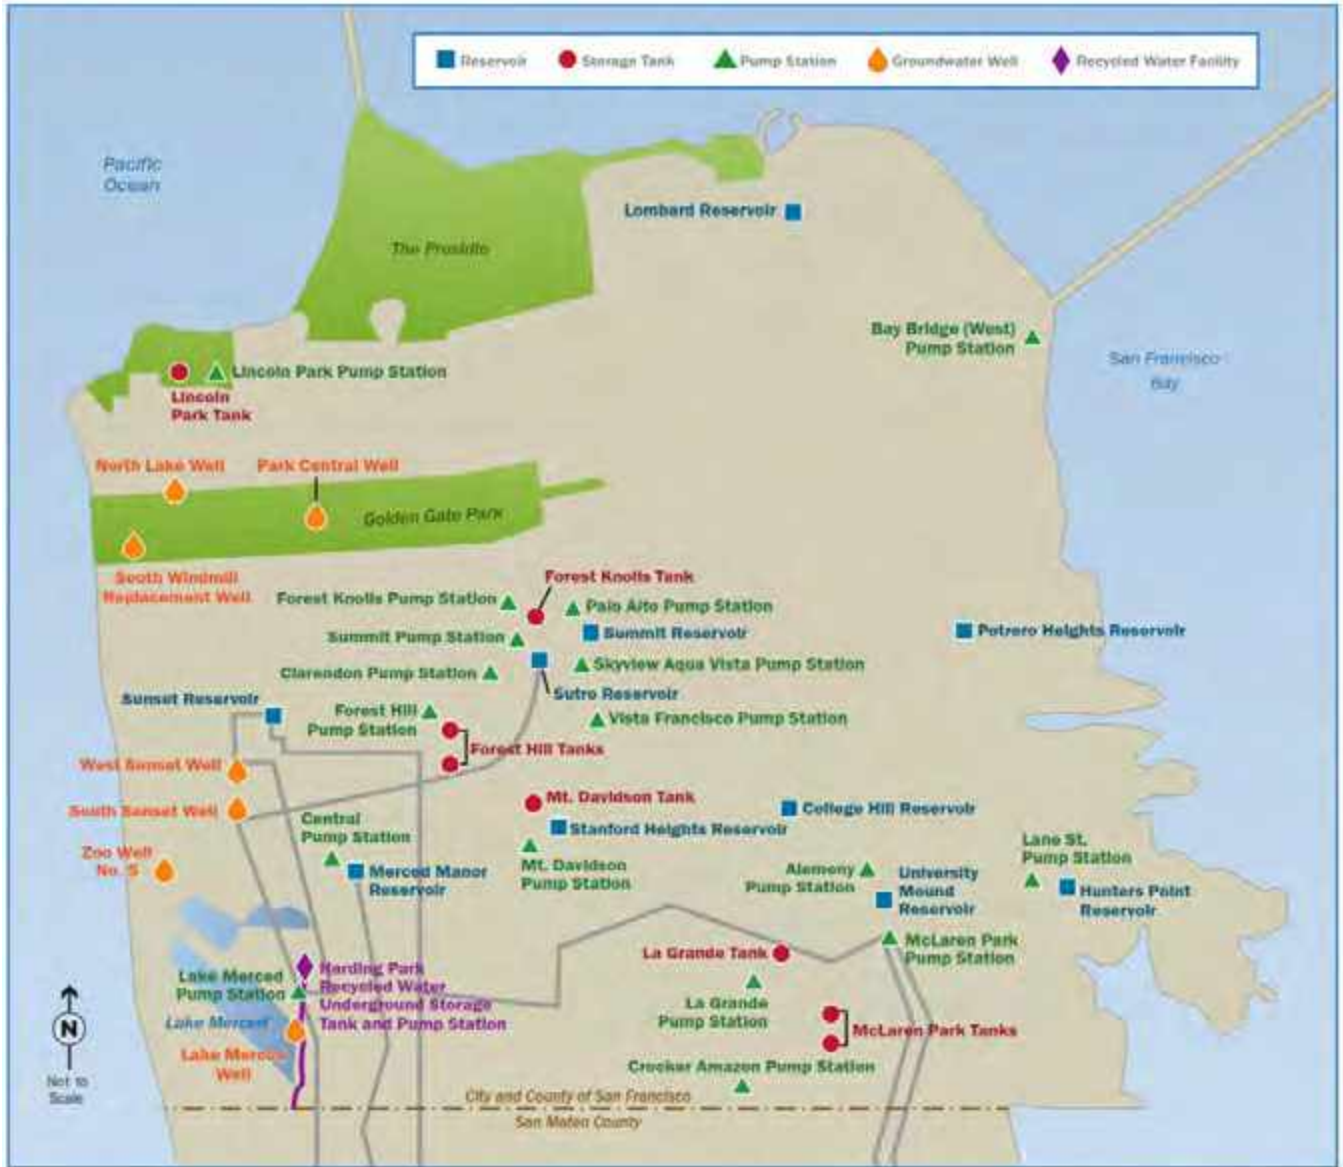 Reservoir
Storage Tank
Pump Station
Groundwater Well
Recycled Water Facility
Pacific
Ocean
Lombard Reservoir
The Presidio
Bay Bridge (West)
Pump Station
San Francisco
Bay
Lincoln Park Pump Station
Lincoln
Park Tank
North Lake Well
Park Central Well
Golden Gate Park
South Windmill
Replacement Well
Forest Knolls Tank
Forest Knolls Pump Station
Palo Alto Pump Station
Summit Pump Station
Summit Reservoir
Potrero Heights Reservoir
Clarendon Pump Station
Skyview Aqua Vista Pump Station
Sutro Reservoir
Sunset Reservoir
Forest Hill
Pump Station
Vista Francisco Pump Station
Forest Hill Tanks
West Sunset Well
South Sunset Well
Mt. Davidson Tank
College Hill Reservoir
Central
Pump Station
Stanford Heights Reservoir
Zoo Well
No. 5
Merced Manor
Reservoir
Mt. Davidson
Pump Station
Alemany
Pump Station
University
Mound
Reservoir
Lane St.
Pump Station
Hunters Point
Reservoir
La Grande Tank
McLaren Park
Pump Station
Lake Merced
Pump Station
Harding Park
Recycled Water
Underground Storage
Tank and Pump Station
La Grande
Pump Station
Lake Merced
Lake Merced
Well
McLaren Park Tanks
Crocker Amazon Pump Station
N
Not to
Scale
City and County of San Francisco
San Mateo County